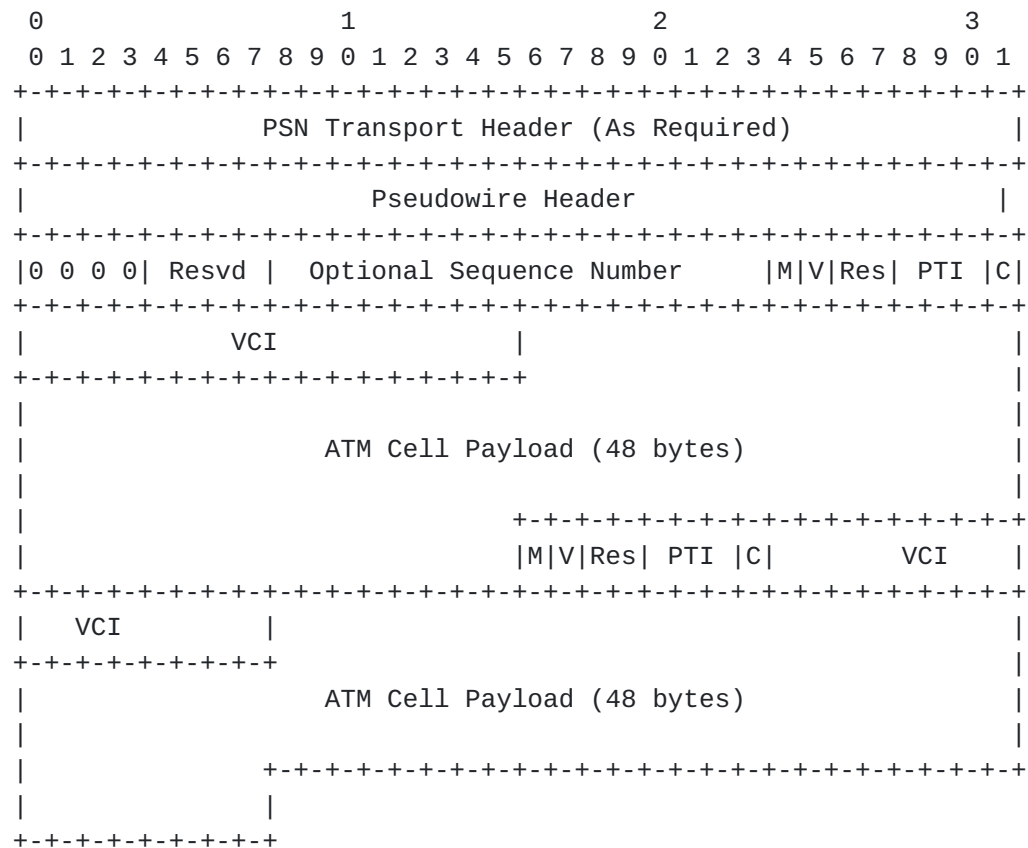 0                   1                   2                   3
 0 1 2 3 4 5 6 7 8 9 0 1 2 3 4 5 6 7 8 9 0 1 2 3 4 5 6 7 8 9 0 1
+-+-+-+-+-+-+-+-+-+-+-+-+-+-+-+-+-+-+-+-+-+-+-+-+-+-+-+-+-+-+-+-+
|               PSN Transport Header (As Required)              |
+-+-+-+-+-+-+-+-+-+-+-+-+-+-+-+-+-+-+-+-+-+-+-+-+-+-+-+-+-+-+-+-+
|                      Pseudowire Header                       |
+-+-+-+-+-+-+-+-+-+-+-+-+-+-+-+-+-+-+-+-+-+-+-+-+-+-+-+-+-+-+-+-+
|0 0 0 0| Resvd |  Optional Sequence Number     |M|V|Res| PTI |C|
+-+-+-+-+-+-+-+-+-+-+-+-+-+-+-+-+-+-+-+-+-+-+-+-+-+-+-+-+-+-+-+-+
|             VCI               |                               |
+-+-+-+-+-+-+-+-+-+-+-+-+-+-+-+-+                               |
|                                                               |
|                   ATM Cell Payload (48 bytes)                 |
|                                                               |
|                               +-+-+-+-+-+-+-+-+-+-+-+-+-+-+-+-+
|                               |M|V|Res| PTI |C|        VCI    |
+-+-+-+-+-+-+-+-+-+-+-+-+-+-+-+-+-+-+-+-+-+-+-+-+-+-+-+-+-+-+-+-+
|   VCI         |                                               |
+-+-+-+-+-+-+-+-+                                               |
|                   ATM Cell Payload (48 bytes)                 |
|                                                               |
|               +-+-+-+-+-+-+-+-+-+-+-+-+-+-+-+-+-+-+-+-+-+-+-+-+
|               |
+-+-+-+-+-+-+-+-+